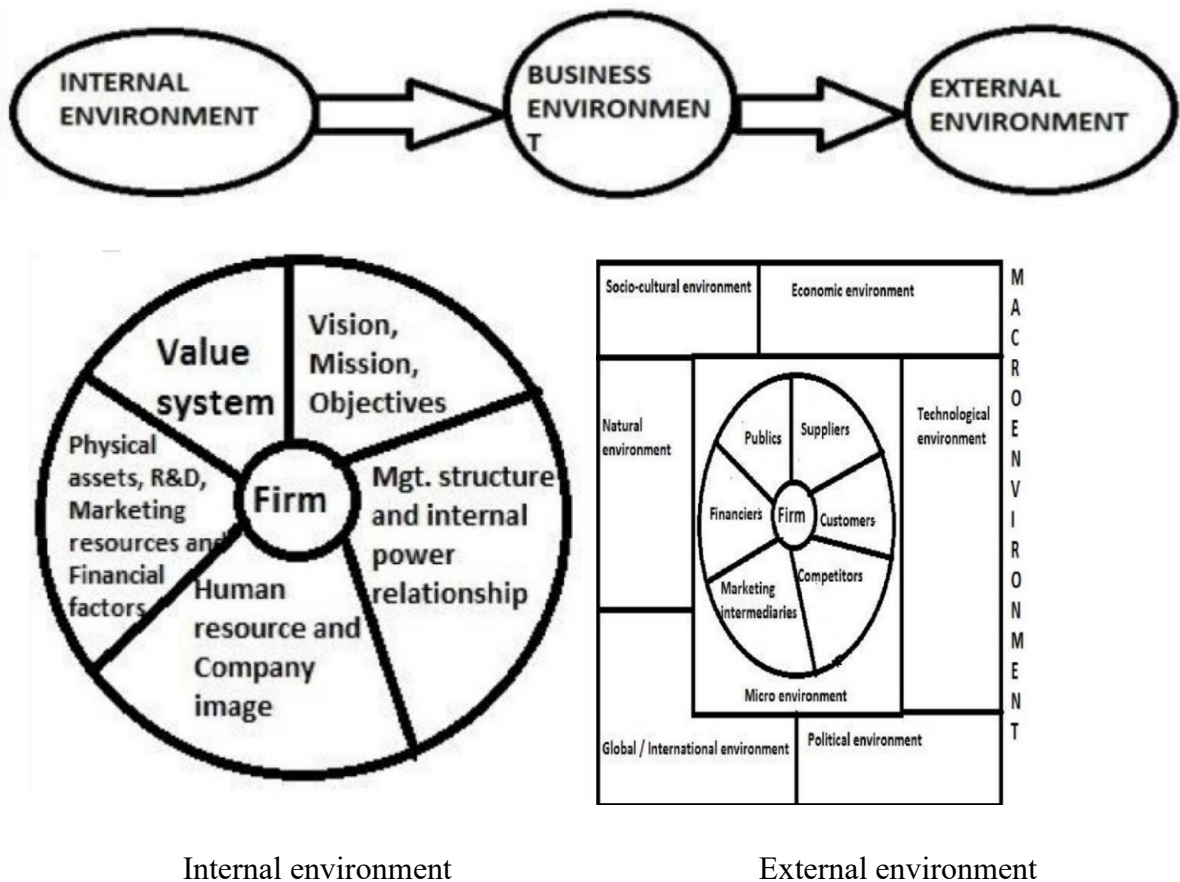 INTERNAL
ENVIRONMENT
BUSINESS
ENVIRONMEN
T
EXTERNAL
ENVIRONMENT
Value
system
Vision,
Mission,
Objectives
Physical
assets, R&D,
Marketing
resources and
Financial
factors
Firm
Mgt. structure
and internal
power
relationship
Human
resource and
Company
image
Socio-cultural environment
Economic environment
Natural
environment
Technological
environment
Publics
Suppliers
Financiers
Firm
Customers
Marketing
intermediaries
Competitors
Micro environment
Global / International environment
Political environment
M
A
C
R
O
E
N
V
I
R
O
N
M
E
N
T
Internal environment
External environment